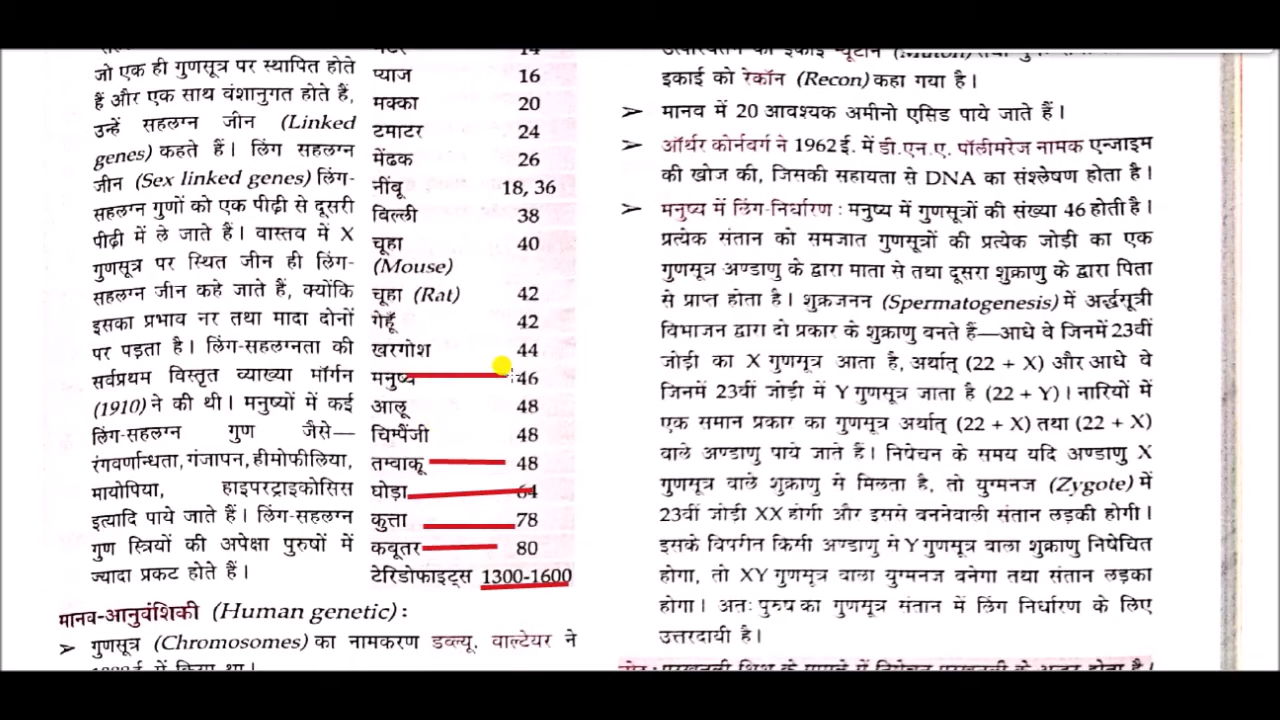 जो एक ही गुणसूत्र पर स्थापित होते
हैं और एक साथ वंशानुगत होते हैं,
उन्हें सहलग्न जीन (Linked
genes) कहते हैं। लिंग सहलग्न
जीन (Sex linked genes) लिंग-
सहलग्न गुणों को एक पीढ़ी से दूसरी
पीढ़ी में ले जाते हैं। वास्तव में X
गुणसूत्र पर स्थित जीन ही लिंग-
सहलग्न जीन कहे जाते हैं, क्योंकि
इसका प्रभाव नर तथा मादा दोनों
पर पड़ता है। लिंग-सहलग्नता की
सर्वप्रथम विस्तृत व्याख्या मॉर्गन
(1910) ने की थी। मनुष्यों में कई
लिंग-सहलग्न गुण जैसे—
रंगवर्णान्धता, गंजापन, हीमोफीलिया,
मायोपिया, हाइपरट्राइकोसिस
इत्यादि पाये जाते हैं। लिंग-सहलग्न
गुण स्त्रियों की अपेक्षा पुरुषों में
ज्यादा प्रकट होते हैं।
14
प्याज 16
मक्का 20
टमाटर 24
मेंढक 26
नींबू 18, 36
बिल्ली 38
चूहा 40
(Mouse)
चूहा (Rat) 42
गेहूँ 42
खरगोश 44
मनुष्य 46
आलू 48
चिम्पैंजी 48
तम्बाकू 48
घोड़ा 64
कुत्ता 78
कबूतर 80
टेरिडोफाइट्स 1300-1600
मानव-आनुवंशिकी (Human genetic) :
➢ गुणसूत्र (Chromosomes) का नामकरण डब्ल्यू. वाल्टेयर ने
में किया था।
(Muton)
इकाई को रेकॉन (Recon) कहा गया है।
➢ मानव में 20 आवश्यक अमीनो एसिड पाये जाते हैं।
➢ ऑर्थर कोर्नबर्ग ने 1962 ई. में डी.एन.ए. पॉलीमरेज नामक एन्जाइम
की खोज की, जिसकी सहायता से DNA का संश्लेषण होता है।
➢ मनुष्य में लिंग-निर्धारण : मनुष्य में गुणसूत्रों की संख्या 46 होती है।
प्रत्येक संतान को समजात गुणसूत्रों की प्रत्येक जोड़ी का एक
गुणसूत्र अण्डाणु के द्वारा माता से तथा दूसरा शुक्राणु के द्वारा पिता
से प्राप्त होता है। शुक्रजनन (Spermatogenesis) में अर्द्धसूत्री
विभाजन द्वारा दो प्रकार के शुक्राणु बनते हैं—आधे वे जिनमें 23वीं
जोड़ी का X गुणसूत्र आता है, अर्थात् (22 + X) और आधे वे
जिनमें 23वीं जोड़ी में Y गुणसूत्र जाता है (22 + Y)। नारियों में
एक समान प्रकार का गुणसूत्र अर्थात् (22 + X) तथा (22 + X)
वाले अण्डाणु पाये जाते हैं। निषेचन के समय यदि अण्डाणु X
गुणसूत्र वाले शुक्राणु से मिलता है, तो युग्मनज (Zygote) में
23वीं जोड़ी XX होगी और इससे बननेवाली संतान लड़की होगी।
इसके विपरीत किसी अण्डाणु से Y गुणसूत्र वाला शुक्राणु निषेचित
होगा, तो XY गुणसूत्र वाला युग्मनज बनेगा तथा संतान लड़का
होगा। अतः पुरुष का गुणसूत्र संतान में लिंग निर्धारण के लिए
उत्तरदायी है।